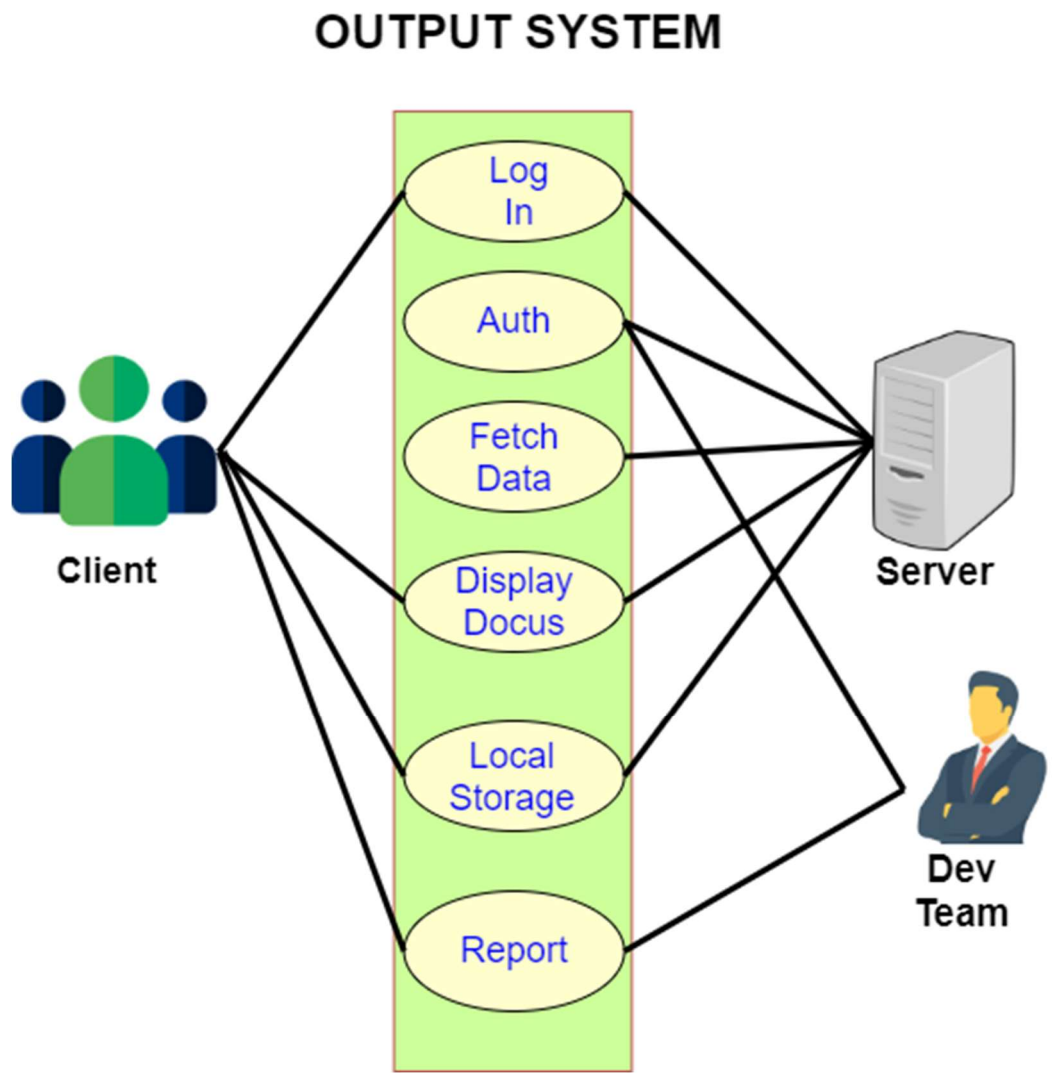 OUTPUT SYSTEM
Log
In
Auth
Fetch
Data
Display
Docus
Local
Storage
Report
Client
Server
Dev
Team